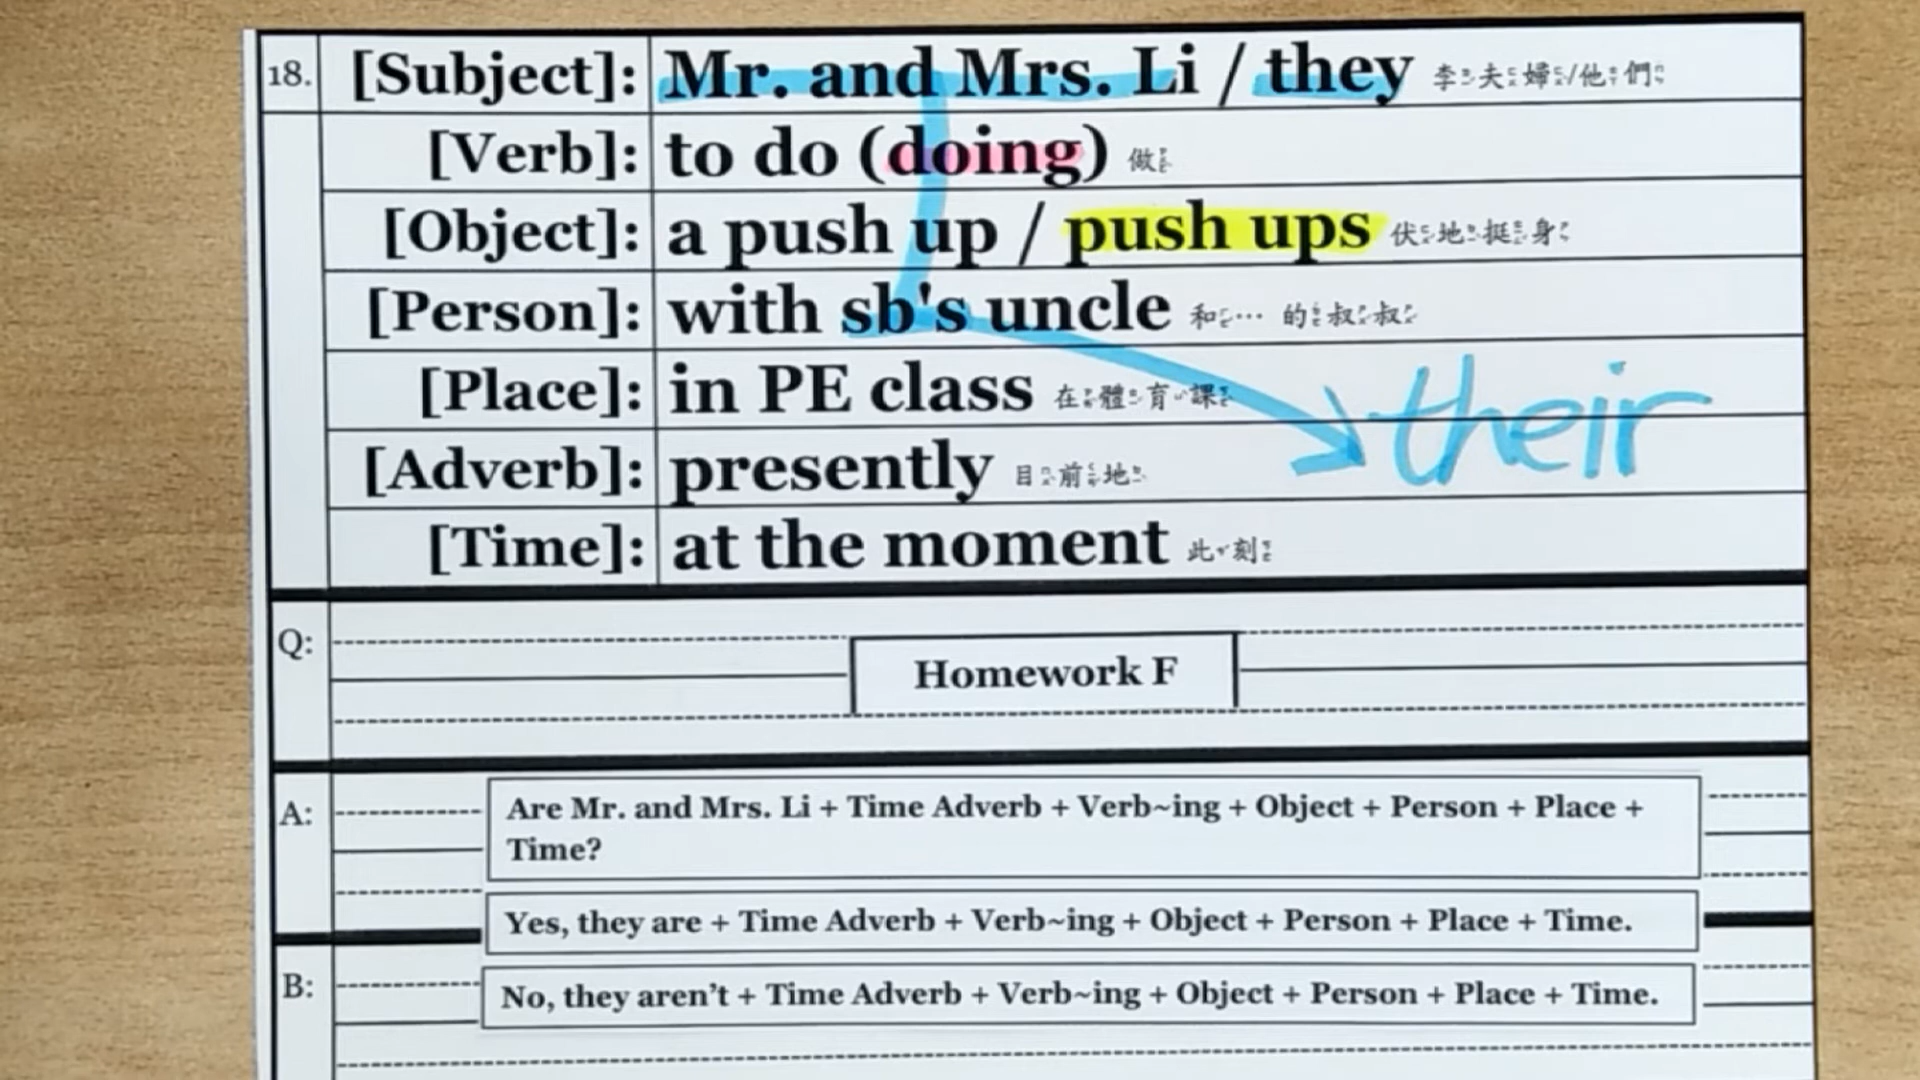 18. [Subject]: Mr. and Mrs. Li / they 李夫婦/他們
[Verb]: to do (doing) 做
[Object]: a push up / push ups 伏地挺身
[Person]: with sb's uncle 和… 的叔叔
[Place]: in PE class 在體育課
their
[Adverb]: presently 目前地
[Time]: at the moment 此刻
Q:
Homework F
A:
Are Mr. and Mrs. Li + Time Adverb + Verb~ing + Object + Person + Place +
Time?
Yes, they are + Time Adverb + Verb~ing + Object + Person + Place + Time.
B:
No, they aren't + Time Adverb + Verb~ing + Object + Person + Place + Time.